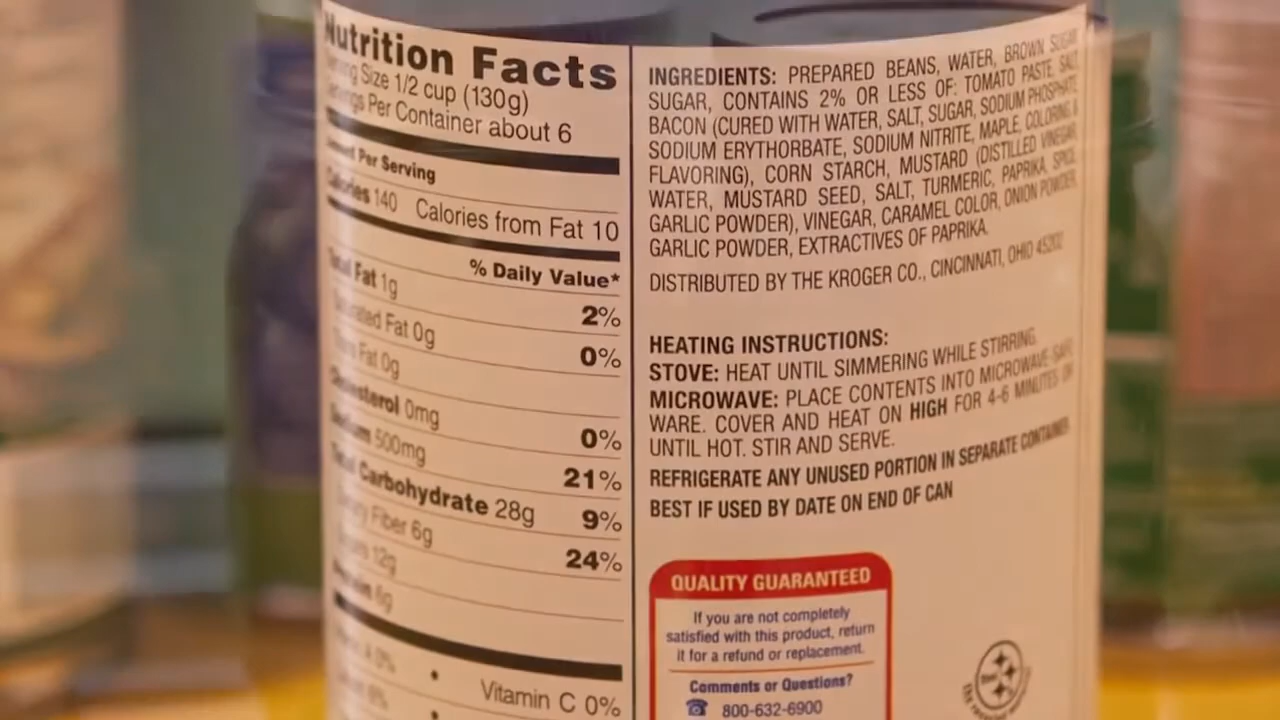 Nutrition Facts
Serving Size 1/2 cup (130g)
Servings Per Container about 6
Amount Per Serving
Calories 140 Calories from Fat 10
% Daily Value*
Total Fat 1g 2%
Saturated Fat 0g 0%
Trans Fat 0g
Cholesterol 0mg 0%
Sodium 500mg 21%
Total Carbohydrate 28g 9%
Dietary Fiber 6g 24%
Sugars 12g
Protein 6g
Vitamin A 0% • Vitamin C 0%
6% •
INGREDIENTS: PREPARED BEANS, WATER, BROWN SUGAR
SUGAR, CONTAINS 2% OR LESS OF: TOMATO PASTE, SALT,
BACON (CURED WITH WATER, SALT, SUGAR, SODIUM PHOSPHATE
SODIUM ERYTHORBATE, SODIUM NITRITE, MAPLE, COLORING, &
FLAVORING), CORN STARCH, MUSTARD (DISTILLED VINEGAR,
WATER, MUSTARD SEED, SALT, TURMERIC, PAPRIKA, SPICE,
GARLIC POWDER), VINEGAR, CARAMEL COLOR, ONION POWDER,
GARLIC POWDER, EXTRACTIVES OF PAPRIKA.
DISTRIBUTED BY THE KROGER CO., CINCINNATI, OHIO 45202
HEATING INSTRUCTIONS:
STOVE: HEAT UNTIL SIMMERING WHILE STIRRING.
MICROWAVE: PLACE CONTENTS INTO MICROWAVE-SAFE
WARE. COVER AND HEAT ON HIGH FOR 4-6 MINUTES OR
UNTIL HOT. STIR AND SERVE.
REFRIGERATE ANY UNUSED PORTION IN SEPARATE CONTAINER
BEST IF USED BY DATE ON END OF CAN
QUALITY GUARANTEED
If you are not completely
satisfied with this product, return
it for a refund or replacement.
Comments or Questions?
800-632-6900